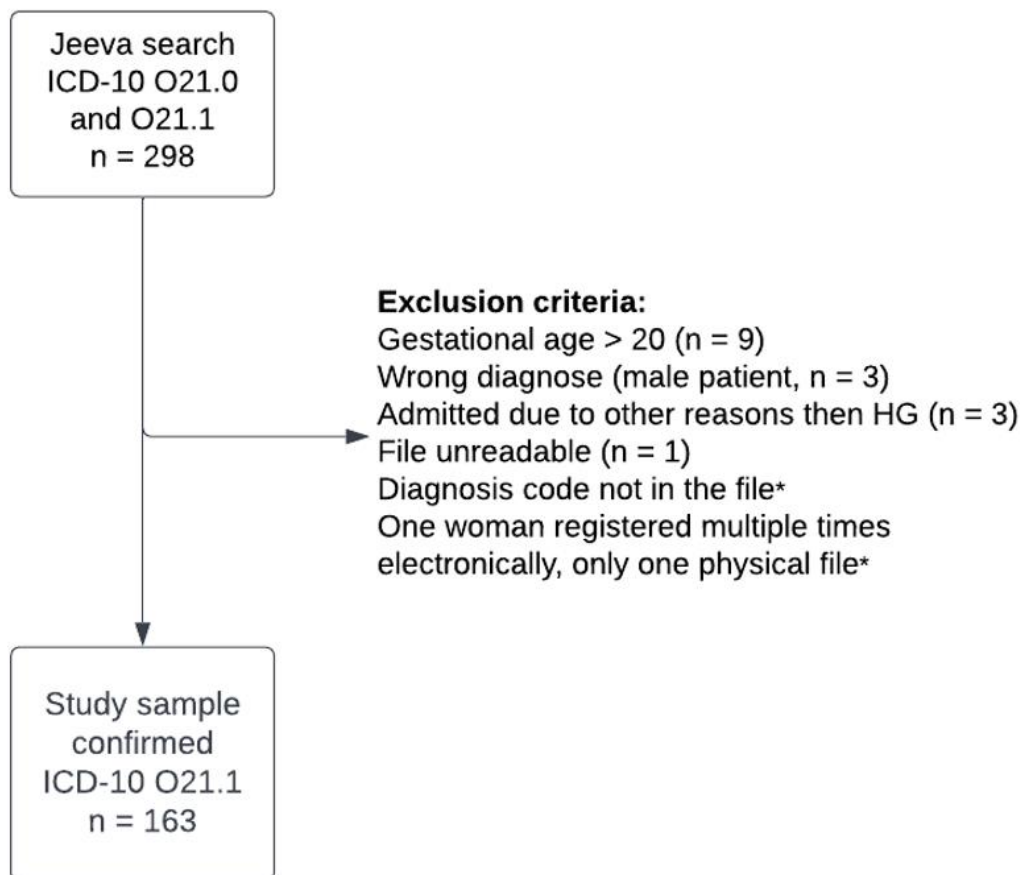 Jeeva search
ICD-10 O21.0
and O21.1
n = 298
Exclusion criteria:
Gestational age > 20 (n = 9)
Wrong diagnose (male patient, n = 3)
Admitted due to other reasons then HG (n = 3)
File unreadable (n = 1)
Diagnosis code not in the file*
One woman registered multiple times
electronically, only one physical file*
Study sample
confirmed
ICD-10 O21.1
n = 163